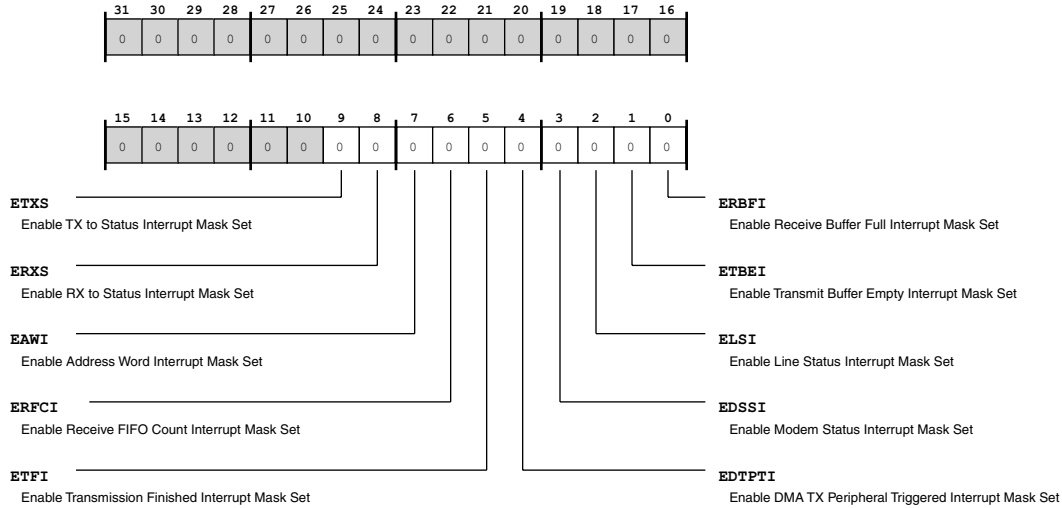 31 30 29 28 27 26 25 24 23 22 21 20 19 18 17 16
0 0 0 0 0 0 0 0 0 0 0 0 0 0 0 0
15 14 13 12 11 10 9 8 7 6 5 4 3 2 1 0
0 0 0 0 0 0 0 0 0 0 0 0 0 0 0 0
ETXS
Enable TX to Status Interrupt Mask Set
ERXS
Enable RX to Status Interrupt Mask Set
EAWI
Enable Address Word Interrupt Mask Set
ERFCI
Enable Receive FIFO Count Interrupt Mask Set
ETFI
Enable Transmission Finished Interrupt Mask Set
ERBFI
Enable Receive Buffer Full Interrupt Mask Set
ETBEI
Enable Transmit Buffer Empty Interrupt Mask Set
ELSI
Enable Line Status Interrupt Mask Set
EDSSI
Enable Modem Status Interrupt Mask Set
EDTPTI
Enable DMA TX Peripheral Triggered Interrupt Mask Set